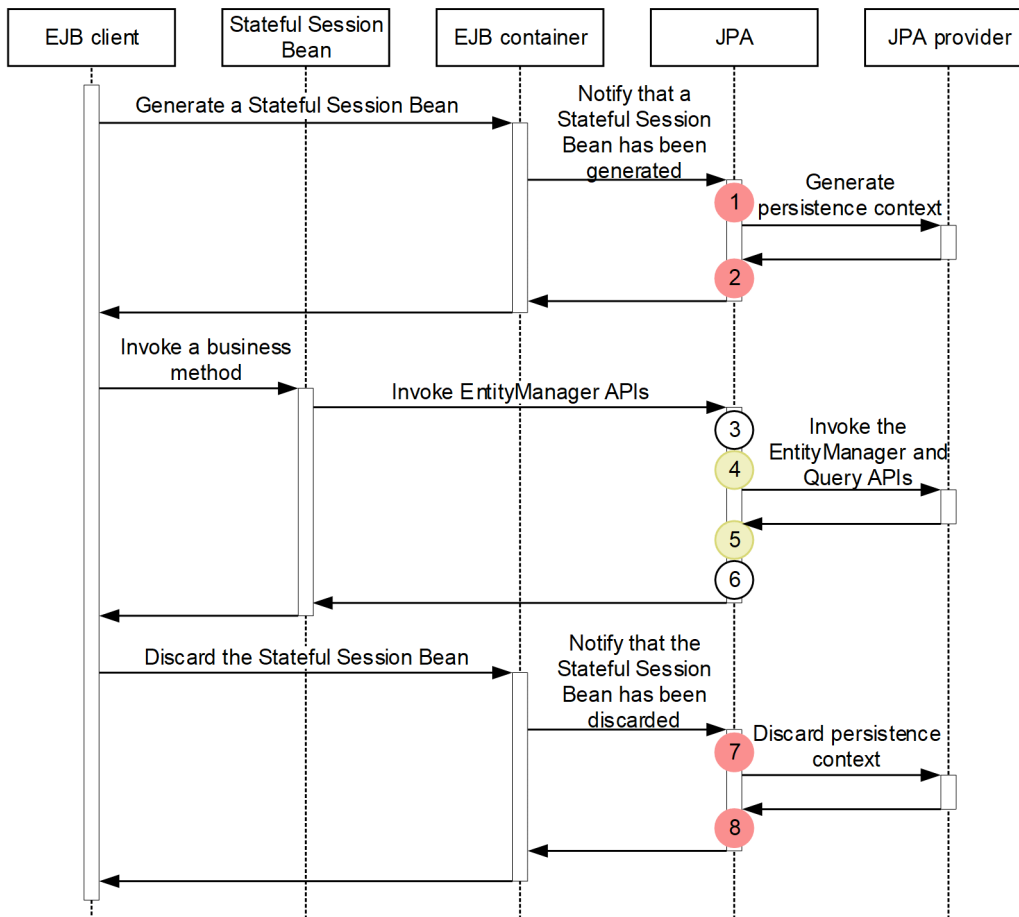 EJB client
Stateful Session
Bean
EJB container
JPA
JPA provider
Generate a Stateful Session Bean
Notify that a
Stateful Session
Bean has been
generated
1
Generate
persistence context
2
Invoke a business
method
Invoke EntityManager APIs
3
Invoke the
EntityManager and
Query APIs
4
5
6
Discard the Stateful Session Bean
Notify that the
Stateful Session
Bean has been
discarded
7
Discard persistence
context
8